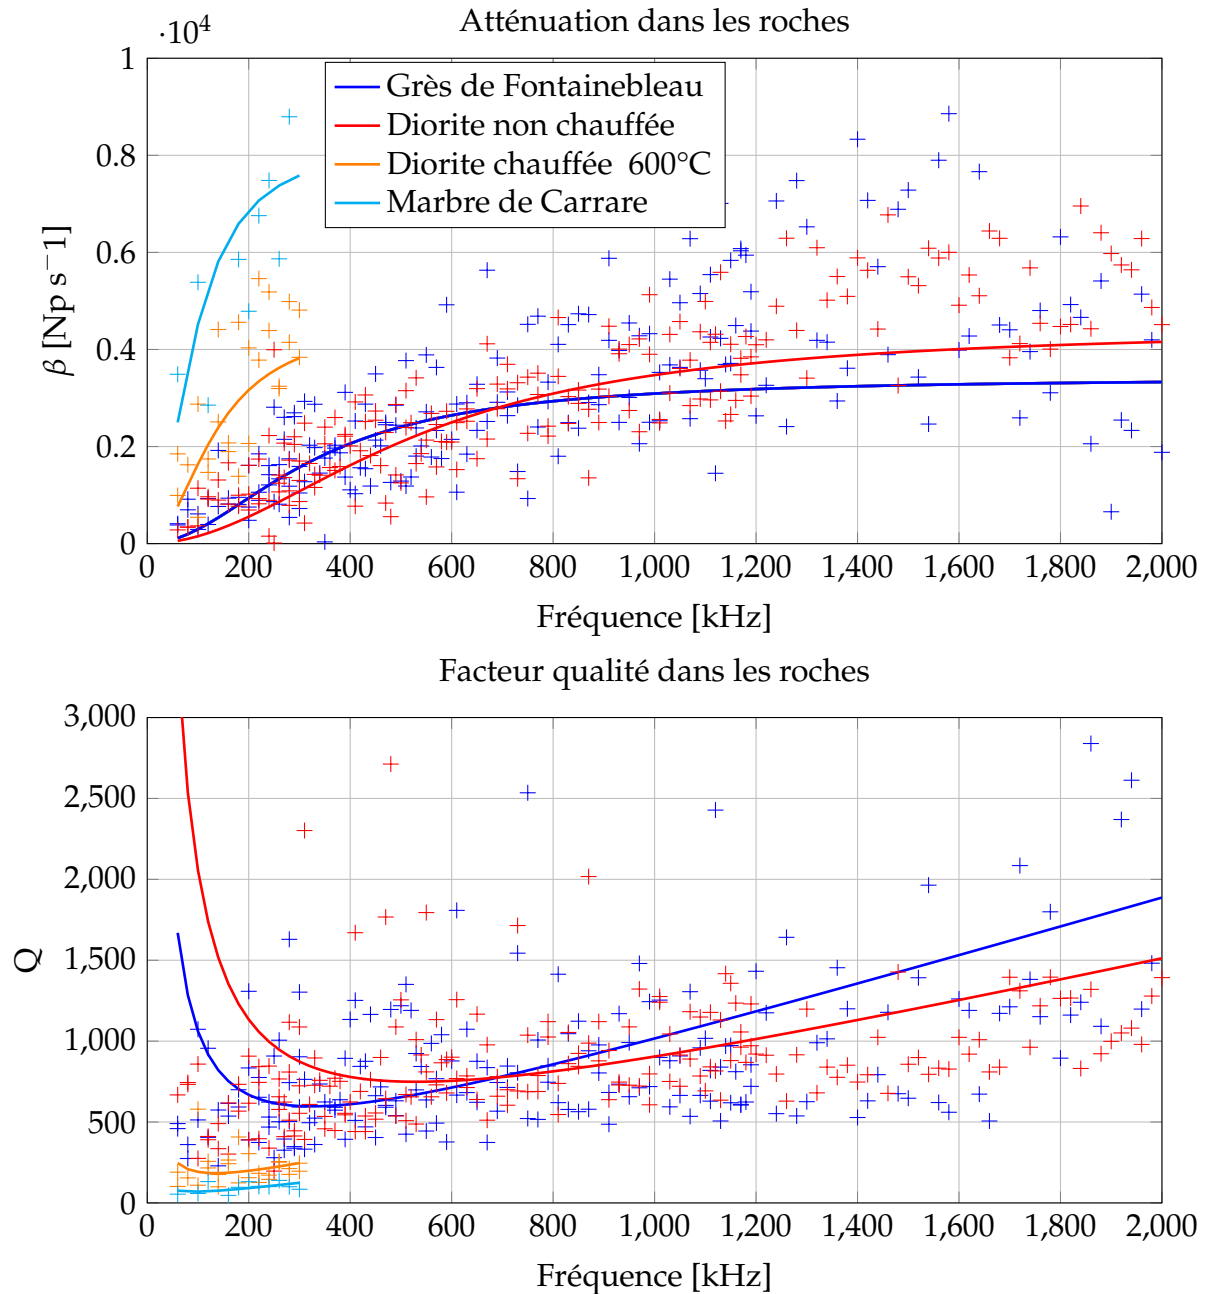 Atténuation dans les roches
·10⁴
1
0.8
0.6
0.4
0.2
0
β [Np s−1]
Grès de Fontainebleau
Diorite non chauffée
Diorite chauffée 600°C
Marbre de Carrare
0 200 400 600 800 1,000 1,200 1,400 1,600 1,800 2,000
Fréquence [kHz]
Facteur qualité dans les roches
3,000
2,500
2,000
1,500
1,000
500
0
Q
0 200 400 600 800 1,000 1,200 1,400 1,600 1,800 2,000
Fréquence [kHz]